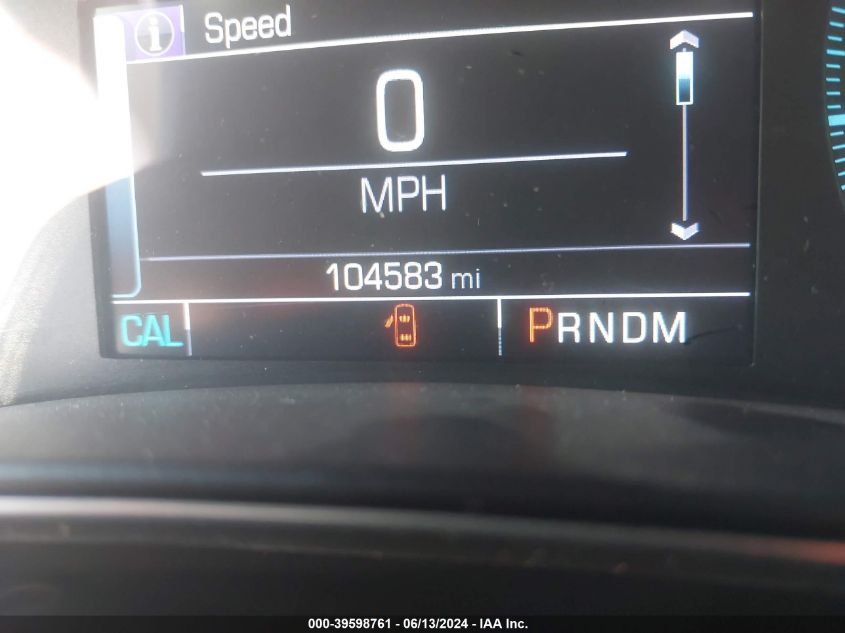 i Speed
0
MPH
104583 mi
CAL PRNDM
000-39598761 - 06/13/2024 - IAA Inc.